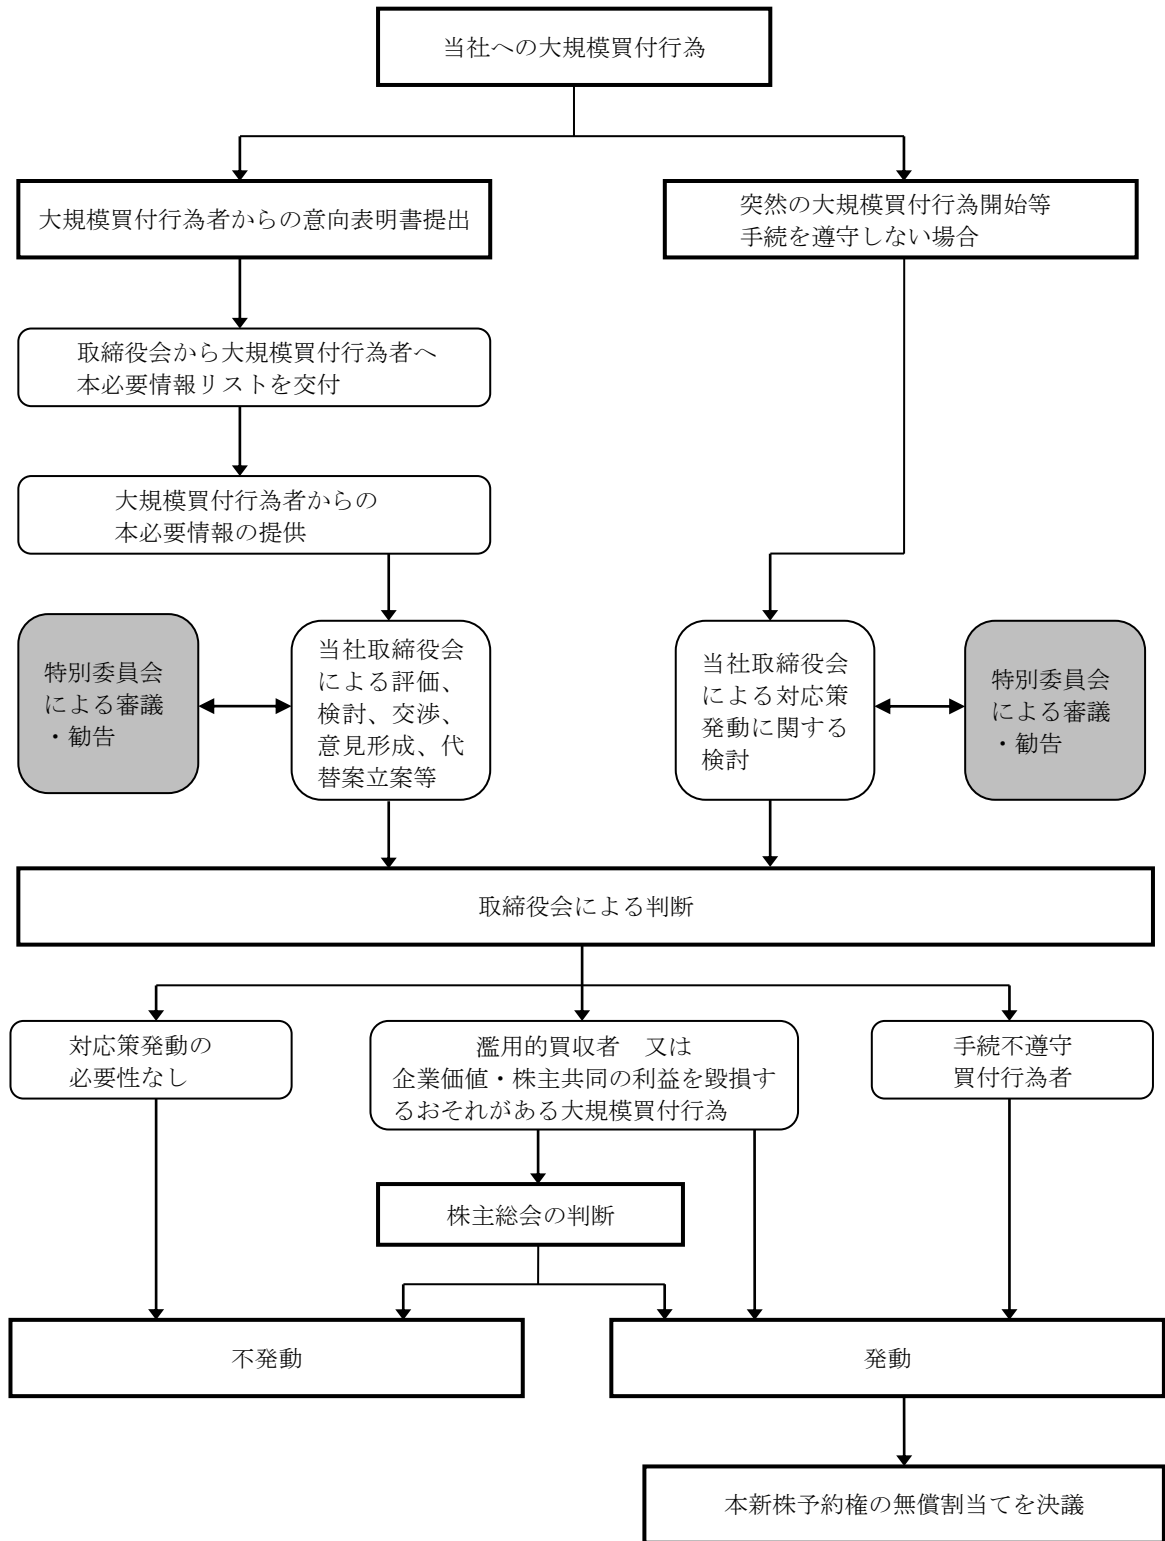 当社への大規模買付行為
大規模買付行為者からの意向表明書提出
突然の大規模買付行為開始等
手続を遵守しない場合
取締役会から大規模買付行為者へ
本必要情報リストを交付
大規模買付行為者からの
本必要情報の提供
特別委員会
による審議
・勧告
当社取締役会
による評価、
検討、交渉、
意見形成、代
替案立案等
当社取締役会
による対応策
発動に関する
検討
特別委員会
による審議
・勧告
取締役会による判断
対応策発動の
必要性なし
濫用的買収者　又は
企業価値・株主共同の利益を毀損す
るおそれがある大規模買付行為
手続不遵守
買付行為者
株主総会の判断
不発動
発動
本新株予約権の無償割当てを決議